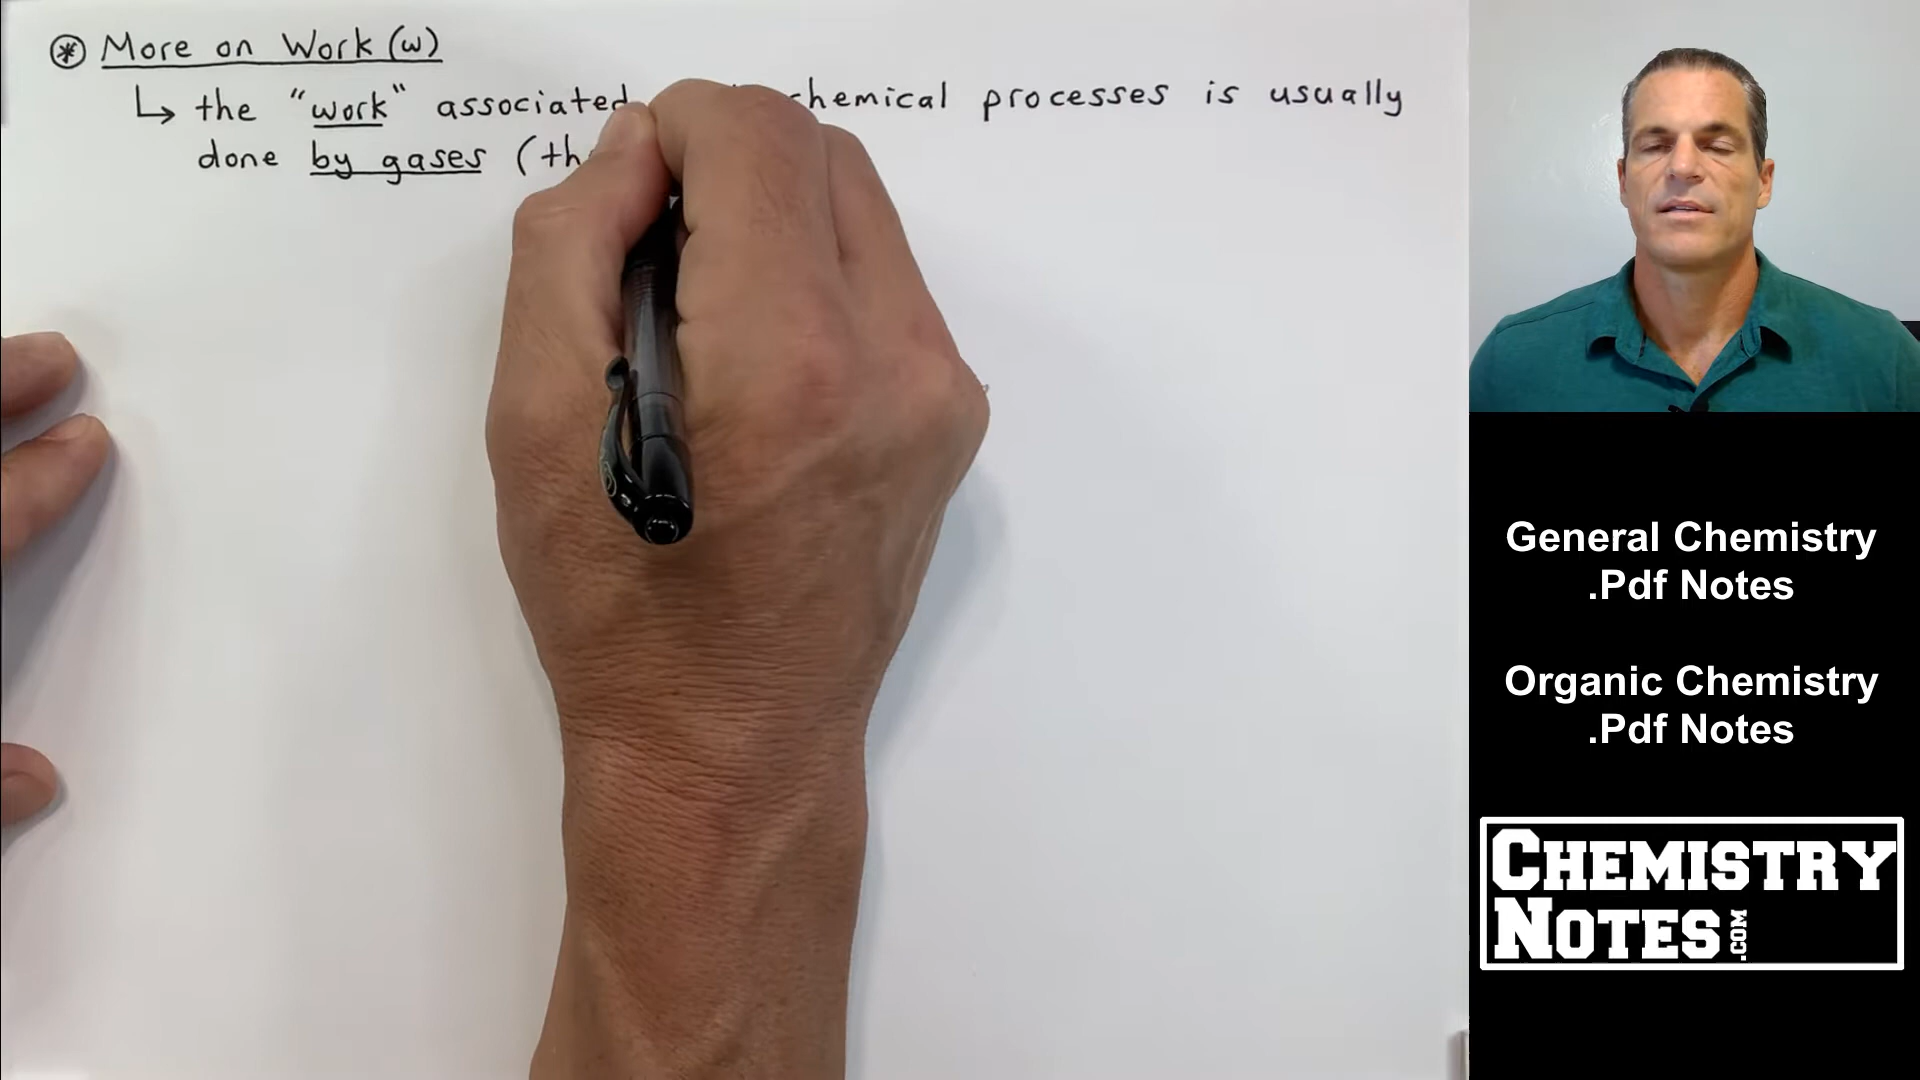 ⊛ More on Work (w)
↳ the "work" associated chemical processes is usually
done by gases (the
General Chemistry
.Pdf Notes
Organic Chemistry
.Pdf Notes
CHEMISTRY
NOTES.COM